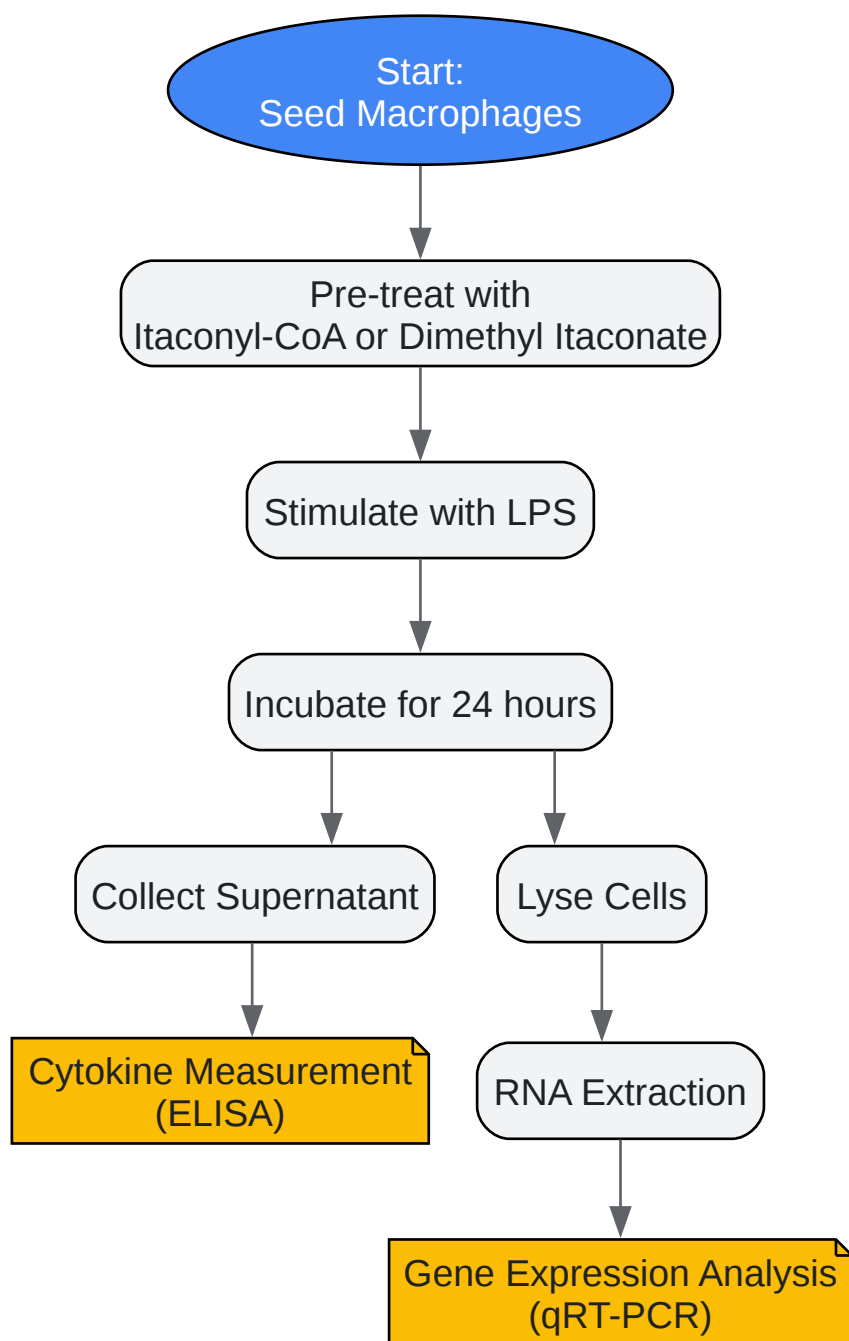 Start:
Seed Macrophages
Pre-treat with
Itaconyl-CoA or Dimethyl Itaconate
Stimulate with LPS
Incubate for 24 hours
Collect Supernatant
Lyse Cells
Cytokine Measurement
(ELISA)
RNA Extraction
Gene Expression Analysis
(qRT-PCR)